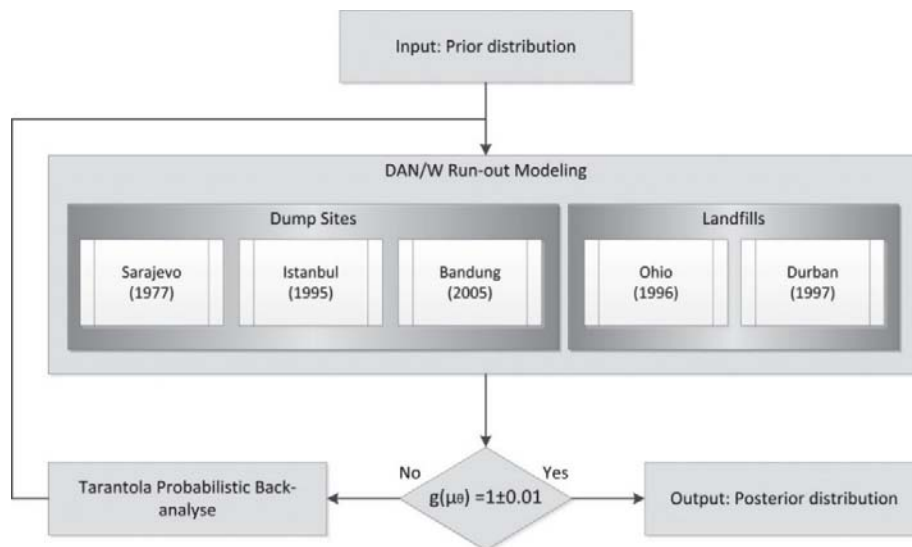 Input: Prior distribution
DAN/W Run-out Modeling
Dump Sites
Landfills
Sarajevo
(1977)
Istanbul
(1995)
Bandung
(2005)
Ohio
(1996)
Durban
(1997)
No
Yes
Tarantola Probabilistic Back-
analyse
g(μθ) =1±0.01
Output: Posterior distribution